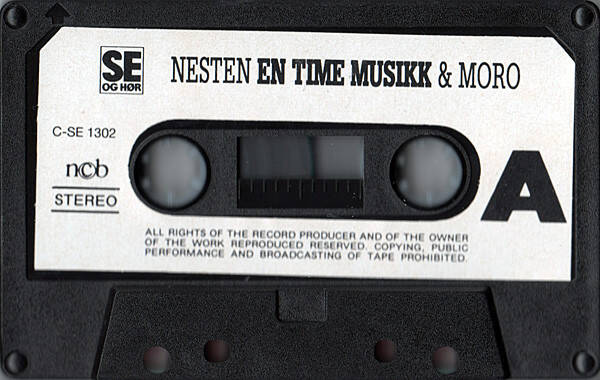 SE
OG HØR
NESTEN EN TIME MUSIKK & MORO
C-SE 1302
ncb
STEREO
A
ALL RIGHTS OF THE RECORD PRODUCER AND OF THE OWNER
OF THE WORK REPRODUCED RESERVED. COPYING, PUBLIC
PERFORMANCE AND BROADCASTING OF TAPE PROHIBITED.